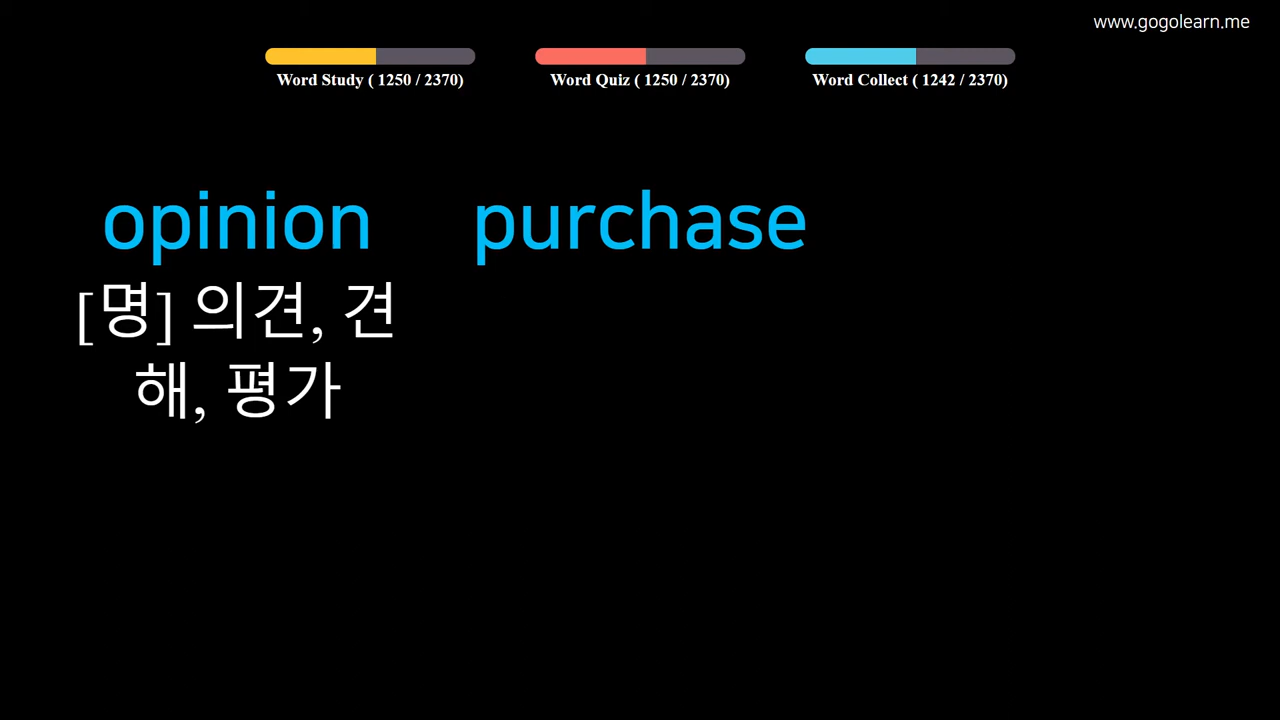 www.gogolearn.me
Word Study ( 1250 / 2370)
Word Quiz ( 1250 / 2370)
Word Collect ( 1242 / 2370)
opinion
[명] 의견, 견
해, 평가
purchase